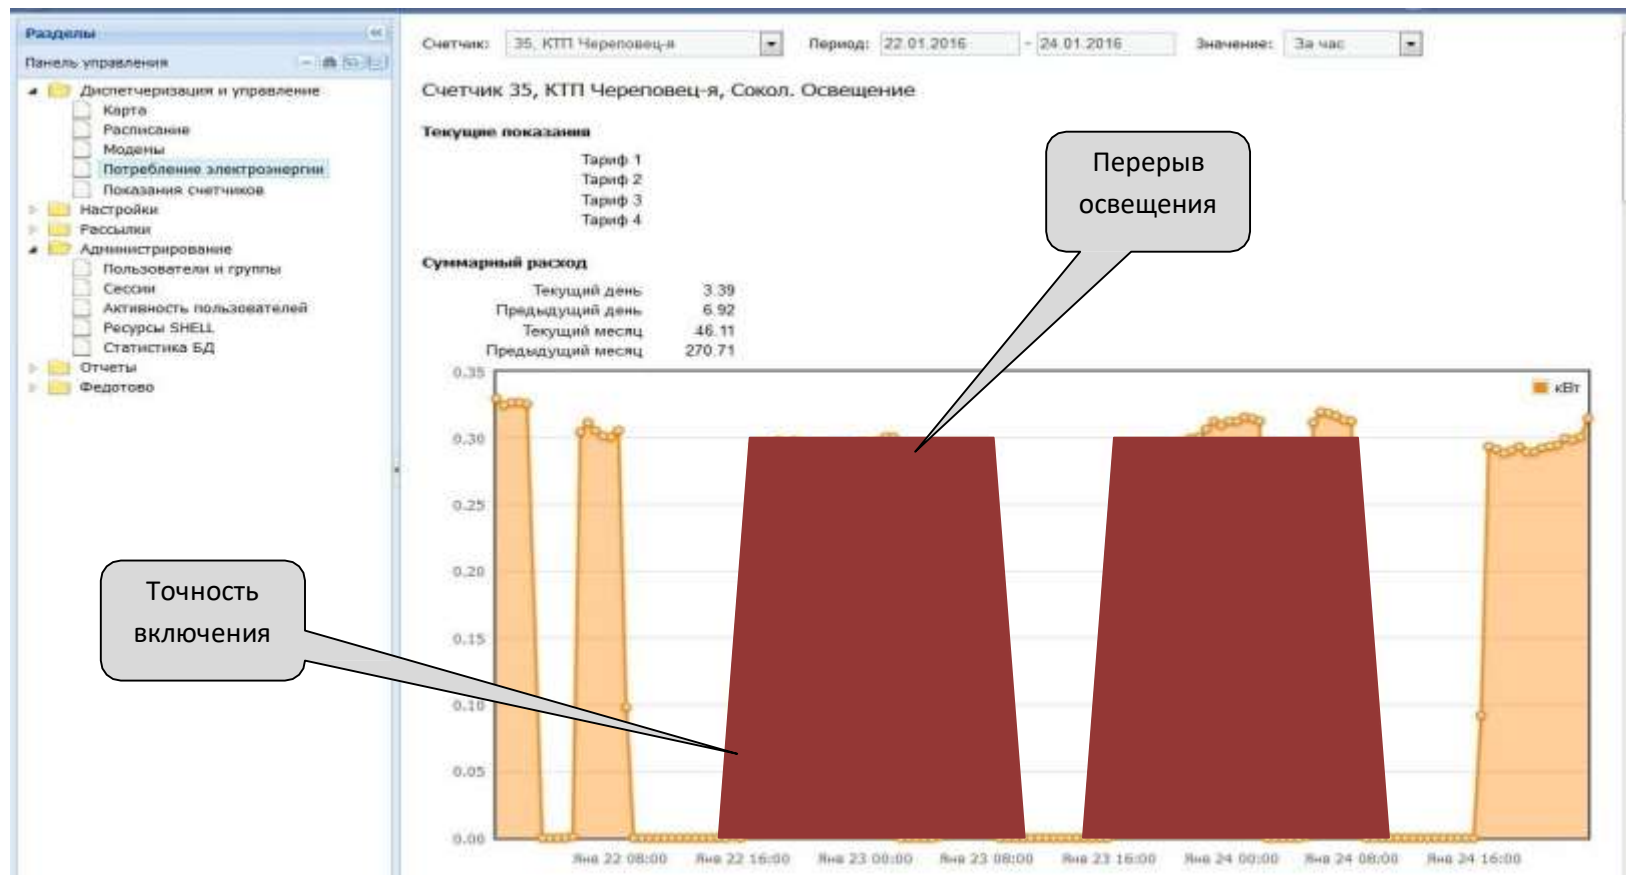 Разделы
Панель управления
Диспетчеризация и управление
Карта
Расписание
Модемы
Потребление электроэнергии
Показания счетчиков
Настройки
Рассылки
Администрирование
Пользователи и группы
Сессии
Активность пользователей
Ресурсы SHELL
Статистика БД
Отчеты
Федотово
Счетчик: 35, КТП Череповец-я Период: 22.01.2016 - 24.01.2016 Значение: За час
Счетчик 35, КТП Череповец-я, Сокол. Освещение
Текущие показания
Тариф 1
Тариф 2
Тариф 3
Тариф 4
Суммарный расход
Текущий день 3.39
Предыдущий день 6.92
Текущий месяц 46.11
Предыдущий месяц 270.71
Перерыв
освещения
Точность
включения
кВт
0.35
0.30
0.25
0.20
0.15
0.10
0.05
0.00
Янв 22 08:00 Янв 22 16:00 Янв 23 00:00 Янв 23 08:00 Янв 23 16:00 Янв 24 00:00 Янв 24 08:00 Янв 24 16:00